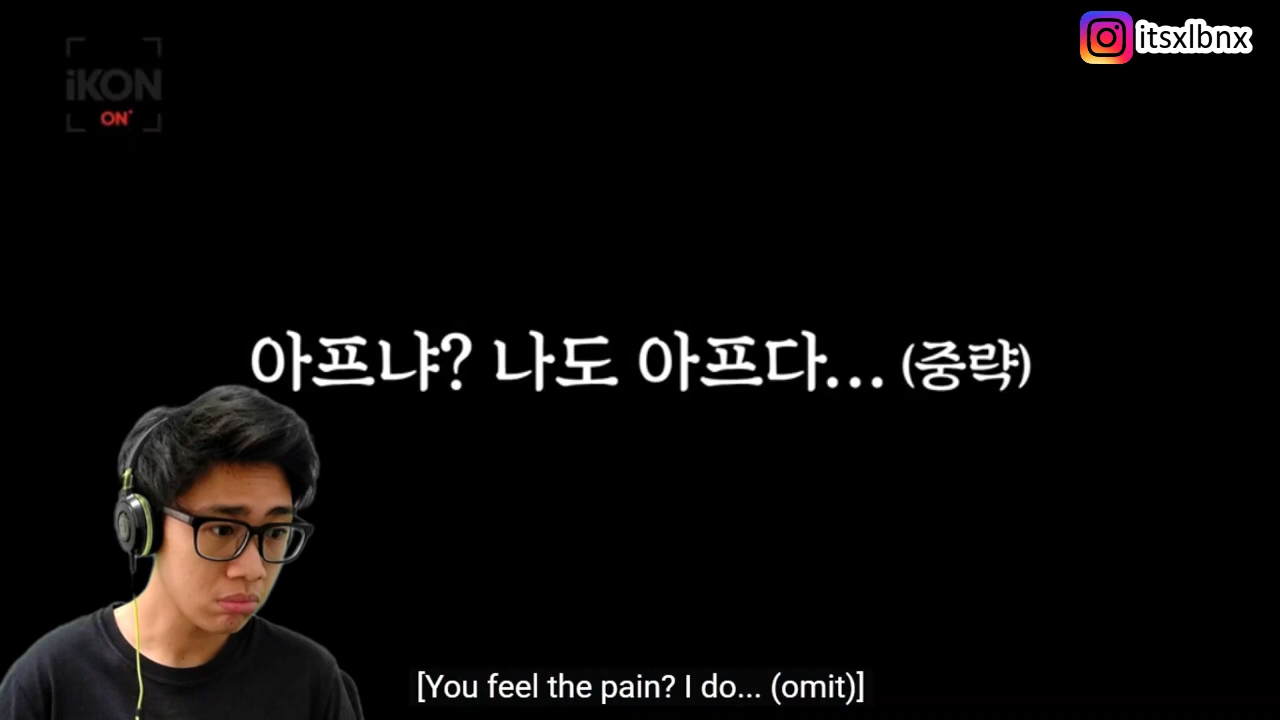 iKON
ON
itsxlbnx
아프냐? 나도 아프다... (중략)
[You feel the pain? I do... (omit)]